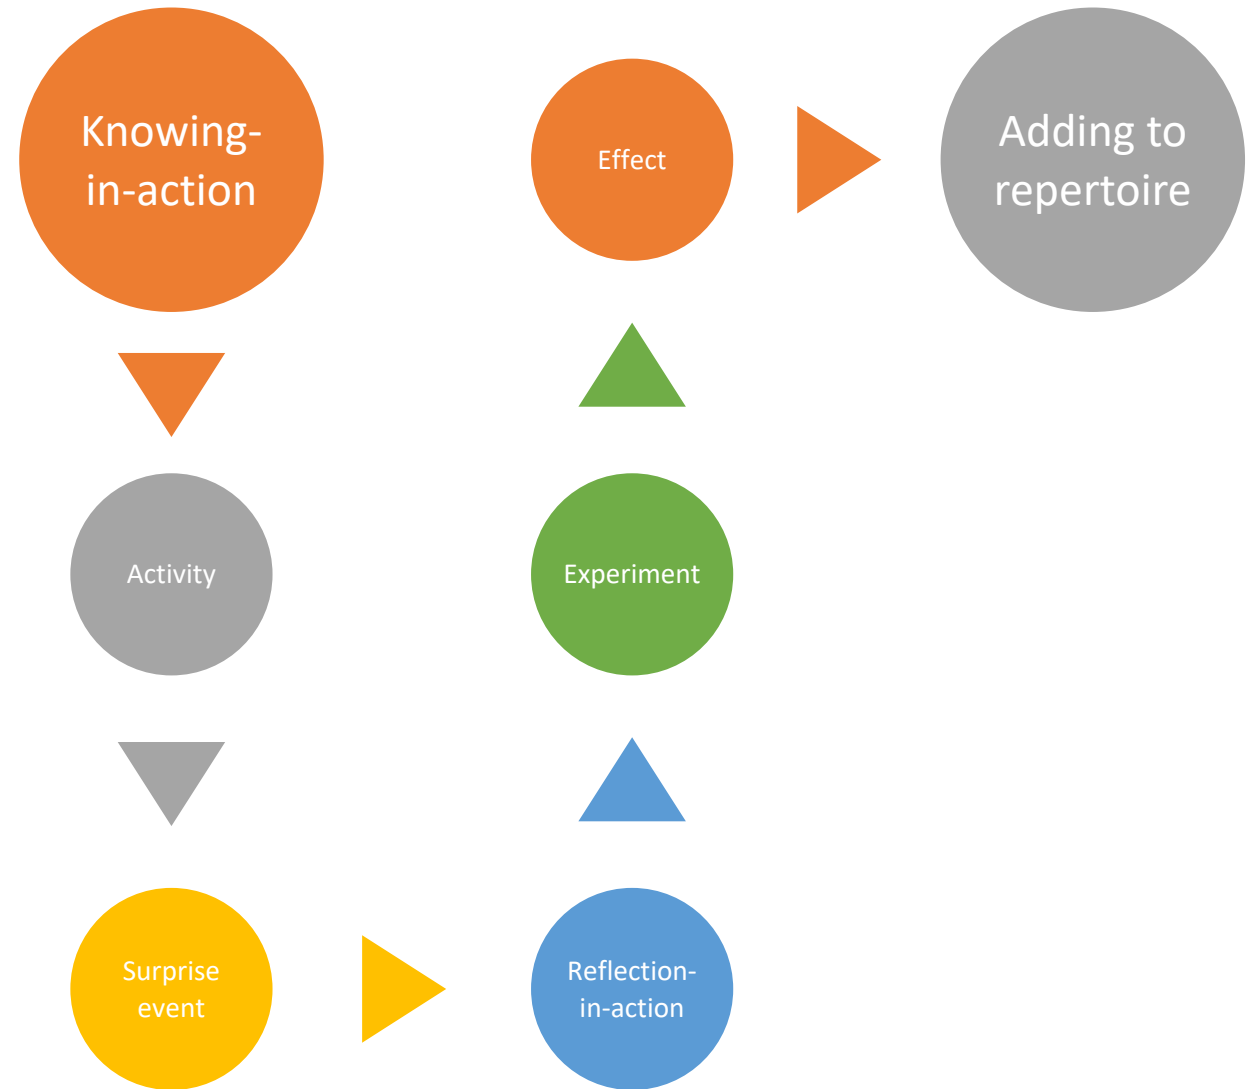 Knowing-
in-action
Activity
Surprise
event
Reflection-
in-action
Experiment
Effect
Adding to
repertoire